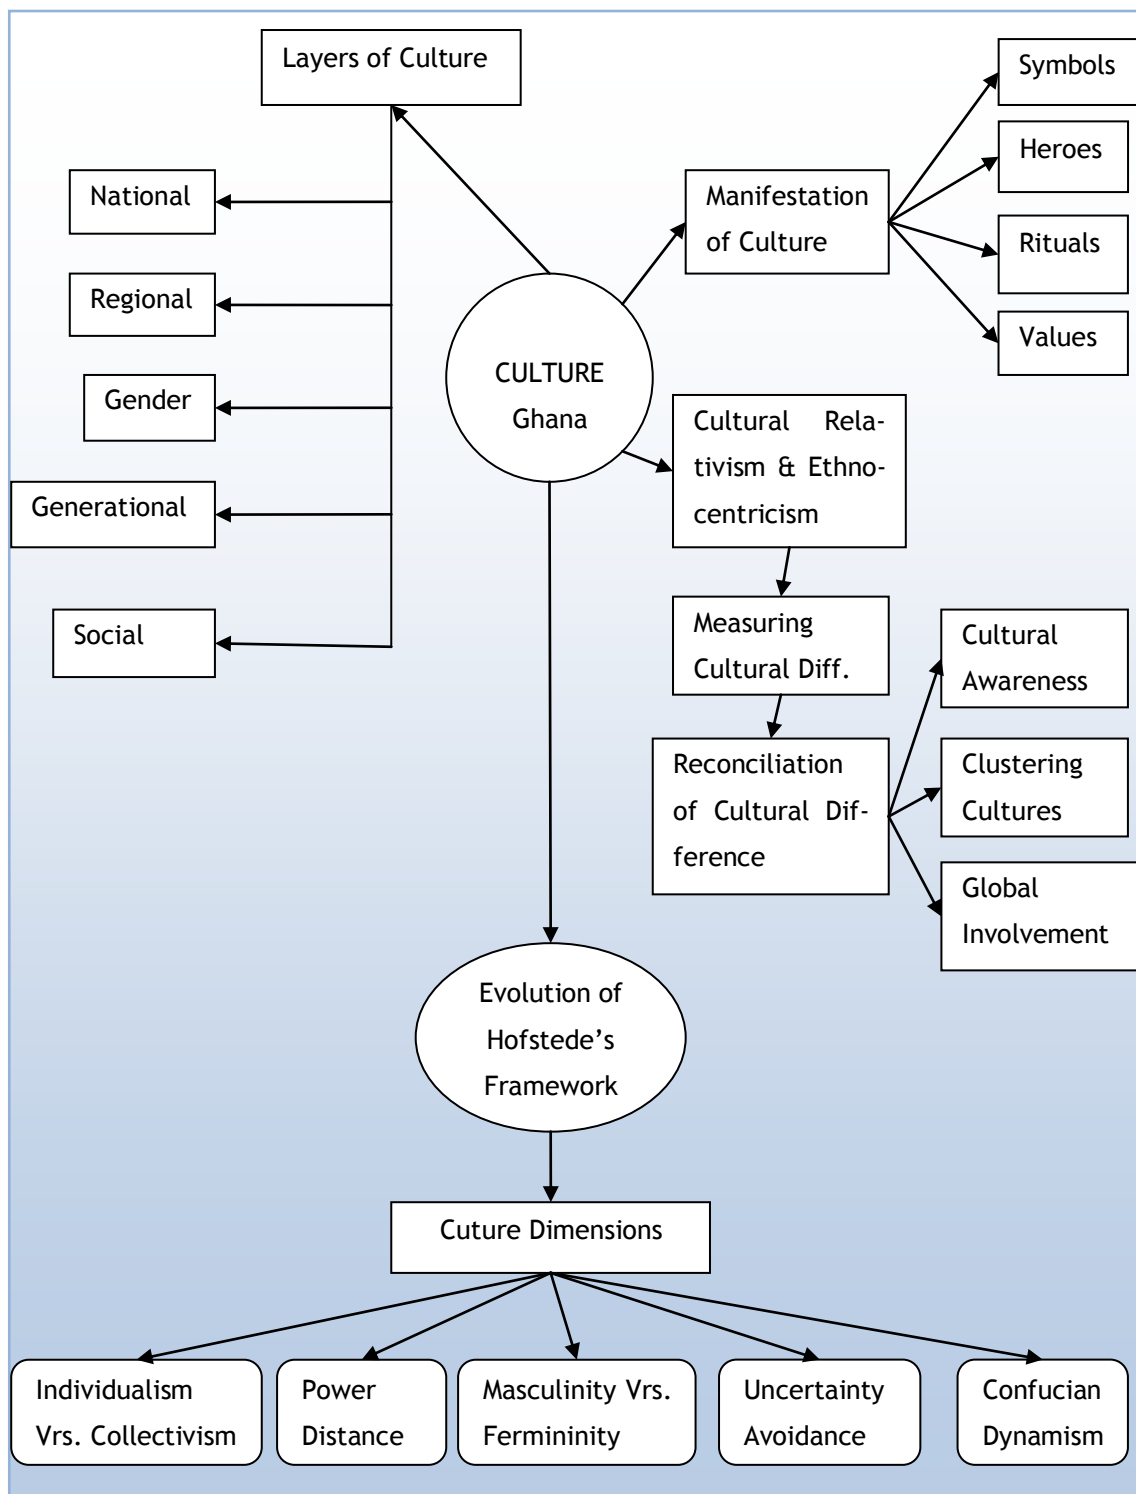 Layers of Culture
National
Regional
Gender
Generational
Social
CULTURE
Ghana
Manifestation
of Culture
Symbols
Heroes
Rituals
Values
Cultural Rela-
tivism & Ethno-
centricism
Measuring
Cultural Diff.
Reconciliation
of Cultural Dif-
ference
Cultural
Awareness
Clustering
Cultures
Global
Involvement
Evolution of
Hofstede’s
Framework
Cuture Dimensions
Individualism
Vrs. Collectivism
Power
Distance
Masculinity Vrs.
Fermininity
Uncertainty
Avoidance
Confucian
Dynamism